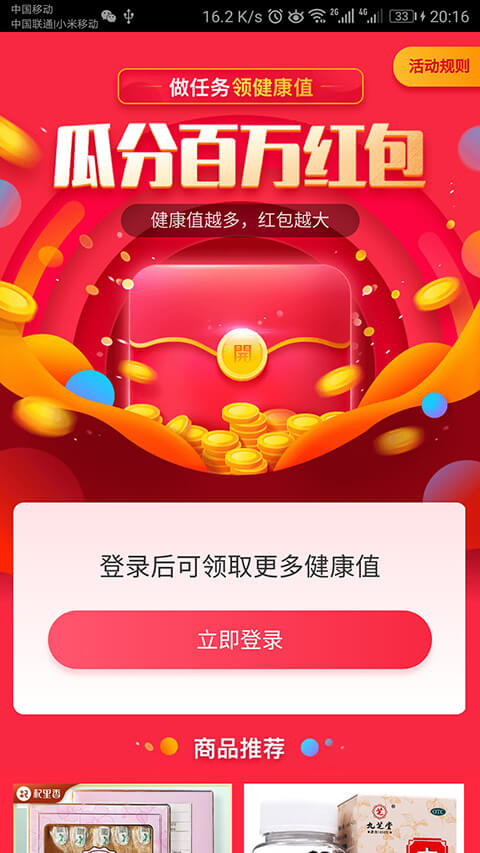 中国移动
中国联通|小米移动
16.2 K/s
2G
4G
33
20:16
活动规则
做任务领健康值
瓜分百万红包
健康值越多，红包越大
開
登录后可领取更多健康值
立即登录
商品推荐
杞里香
九芝堂
OTC